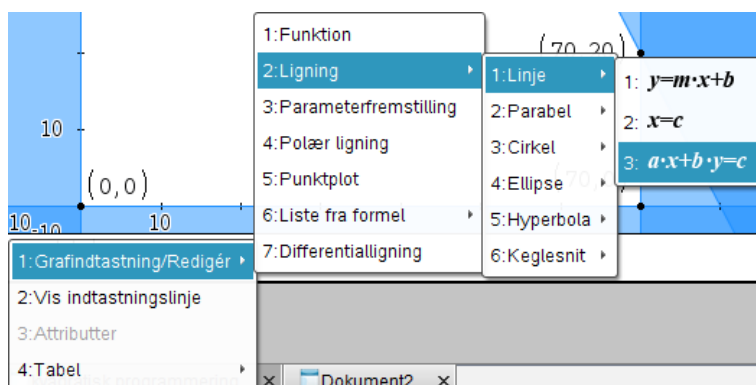 1:Funktion
(70,20)
2:Ligning
1:Linje
1: y=m·x+b
3:Parameterfremstilling
2:Parabel
2: x=c
10
4:Polær ligning
3:Cirkel
3: a·x+b·y=c
(0,0)
5:Punktplot
4:Ellipse
6:Liste fra formel
5:Hyperbola
10
-10
10
7:Differentialligning
6:Keglesnit
1:Grafindtastning/Redigér
2:Vis indtastningslinje
3:Attributter
4:Tabel
Dokument2